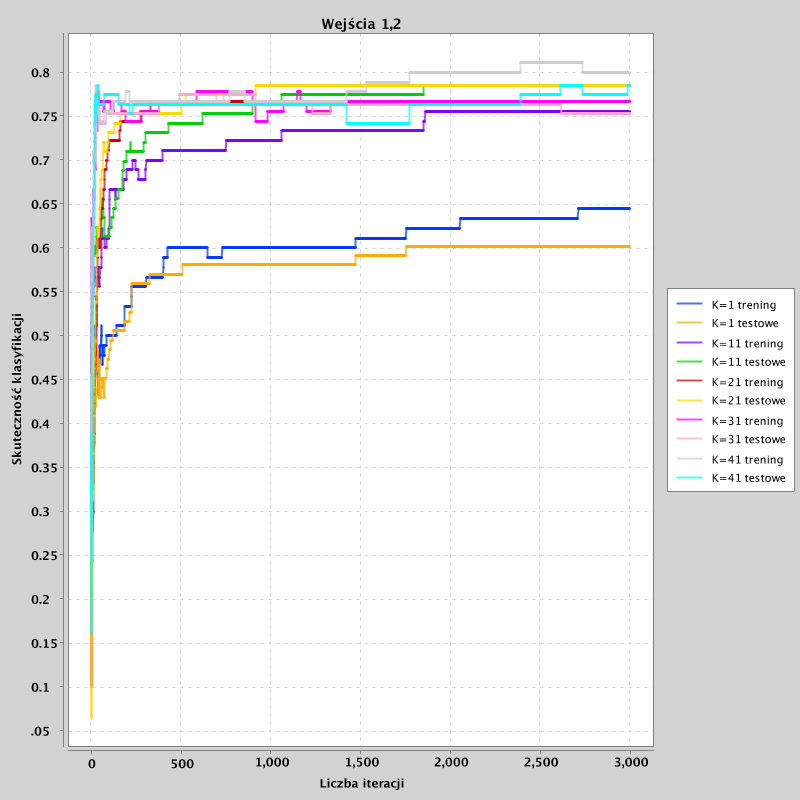 Wejścia 1,2
Skuteczność klasyfikacji
0.8
0.75
0.7
0.65
0.6
0.55
0.5
0.45
0.4
0.35
0.3
0.25
0.2
0.15
0.1
.05
0
500
1,000
1,500
2,000
2,500
3,000
Liczba iteracji
K=1 trening
K=1 testowe
K=11 trening
K=11 testowe
K=21 trening
K=21 testowe
K=31 trening
K=31 testowe
K=41 trening
K=41 testowe